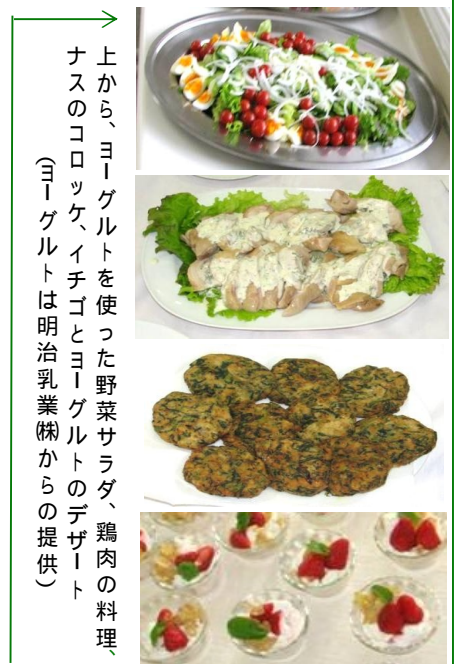 上から、ヨーグルトを使った野菜サラダ、鶏肉の料理、
ナスのコロッケ、イチゴとヨーグルトのデザート
（ヨーグルトは明治乳業㈱からの提供）